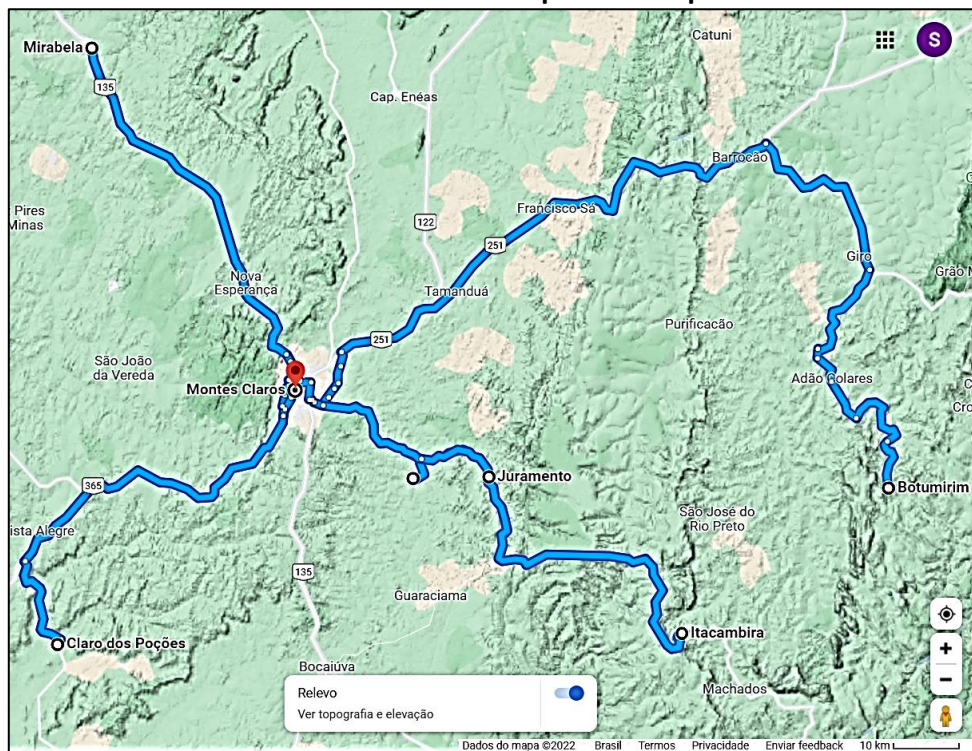 Mirabela
135
Catuni
S
Cap. Enéas
Barrocão
Pires
Minas
Francisco Sá
122
251
Nova
Esperança
Tamanduá
Giro
Grão M
251
Purificação
São João
da Vereda
Montes Claros
Adão Colares
C
Cro
Juramento
365
Botumirim
São José do
Rio Preto
ista Alegre
135
Guaraciama
Itacambira
Claro dos Poções
Bocaiúva
Machados
Relevo
Ver topografia e elevação
Dados do mapa ©2022 Brasil Termos Privacidade Enviar feedback 10 km